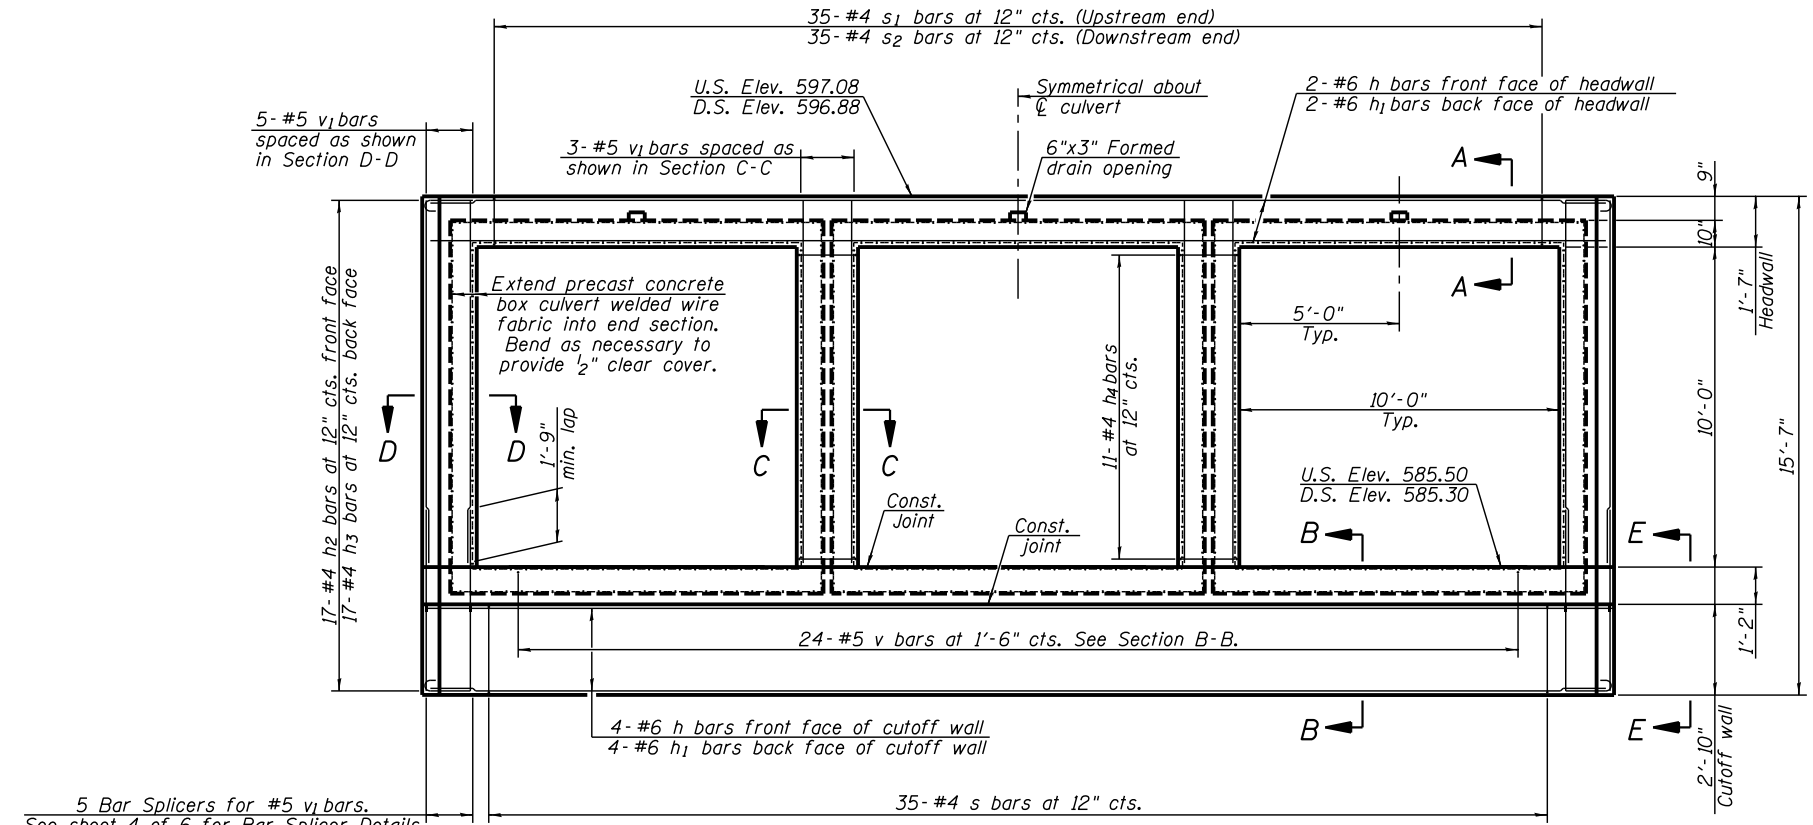 35-#4 s1 bars at 12" cts. (Upstream end)
35-#4 s2 bars at 12" cts. (Downstream end)
U.S. Elev. 597.08
D.S. Elev. 596.88
Symmetrical about
℄ culvert
2-#6 h bars front face of headwall
2-#6 h1 bars back face of headwall
5-#5 v1 bars
spaced as shown
in Section D-D
3-#5 v1 bars spaced as
shown in Section C-C
6"x3" Formed
drain opening
A
9"
10"
1'-7"
Headwall
A
Extend precast concrete
box culvert welded wire
fabric into end section.
Bend as necessary to
provide 1/2" clear cover.
5'-0"
Typ.
17-#4 h2 bars at 12" cts. front face
17-#4 h3 bars at 12" cts. back face
11-#4 h4 bars
at 12" cts.
10'-0"
Typ.
10'-0"
15'-7"
D
D
1'-9"
min. lap
C
C
U.S. Elev. 585.50
D.S. Elev. 585.30
Const.
Joint
Const.
joint
B
E
24-#5 v bars at 1'-6" cts. See Section B-B.
1'-2"
4-#6 h bars front face of cutoff wall
4-#6 h1 bars back face of cutoff wall
B
E
2'-10"
Cutoff wall
5 Bar Splicers for #5 v1 bars.
See sheet 4 of 6 for Bar Splicer Details
35-#4 s bars at 12" cts.